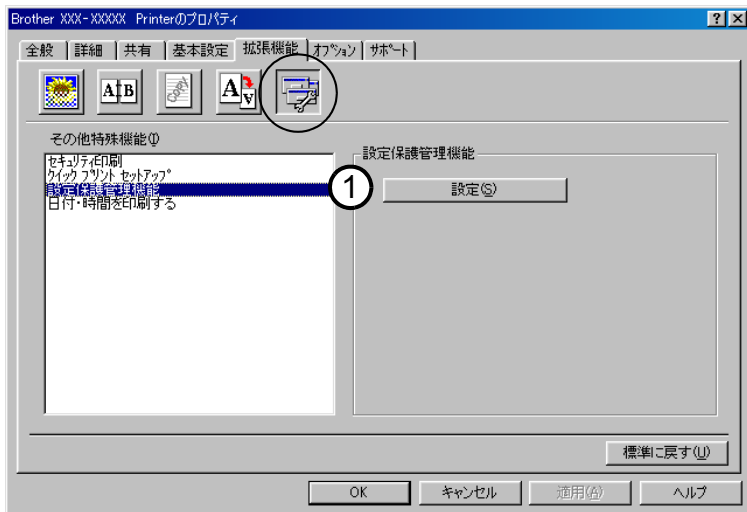 Brother XXX-XXXXX Printerのプロパティ
? ×
全般 詳細 共有 基本設定 拡張機能 オプション サポート
A B
A A
その他特殊機能(I)
セキュリティ印刷
クイック プリント セットアップ
設定保護管理機能
日付・時間を印刷する
設定保護管理機能
1
設定(S)
標準に戻す(U)
OK キャンセル 適用(A) ヘルプ